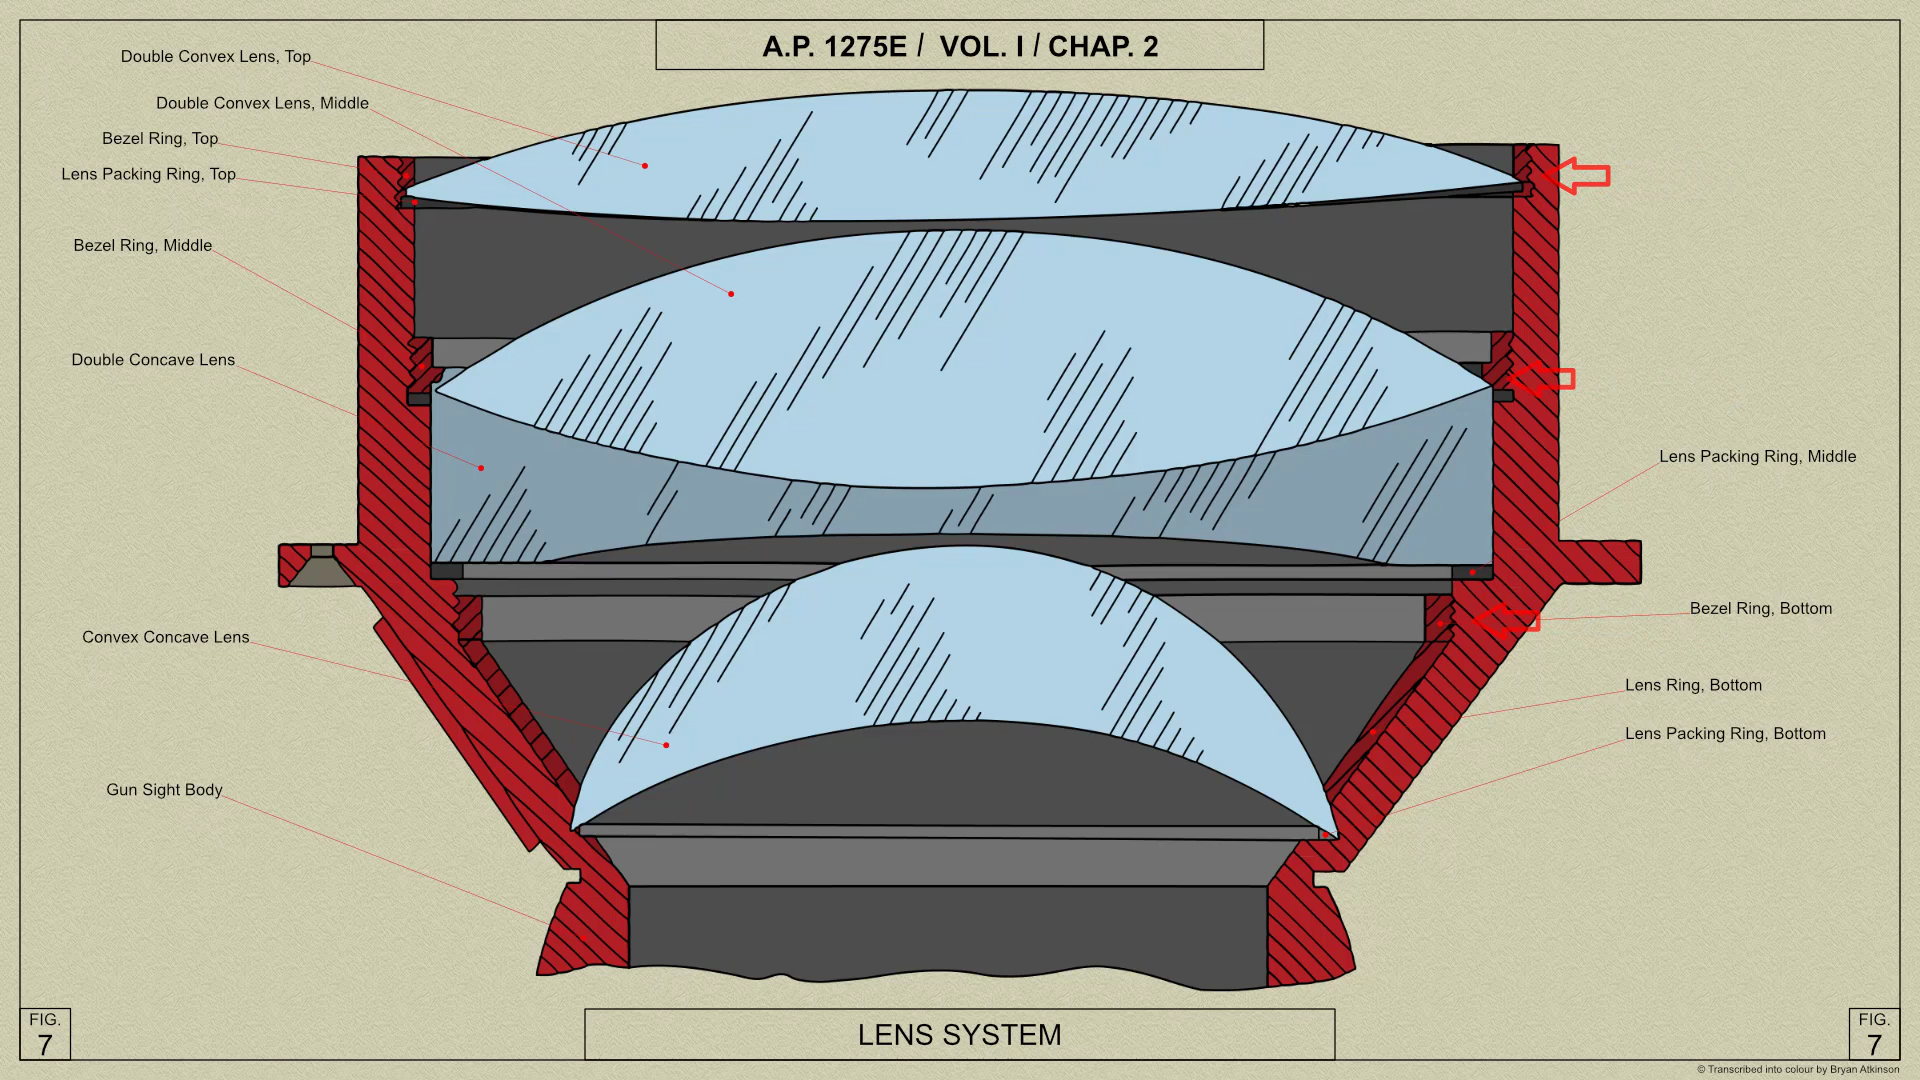 A.P. 1275E / VOL. I / CHAP. 2
Double Convex Lens, Top
Double Convex Lens, Middle
Bezel Ring, Top
Lens Packing Ring, Top
Bezel Ring, Middle
Double Concave Lens
Lens Packing Ring, Middle
Bezel Ring, Bottom
Convex Concave Lens
Lens Ring, Bottom
Lens Packing Ring, Bottom
Gun Sight Body
FIG.
7
LENS SYSTEM
FIG.
7
© Transcribed into colour by Bryan Atkinson